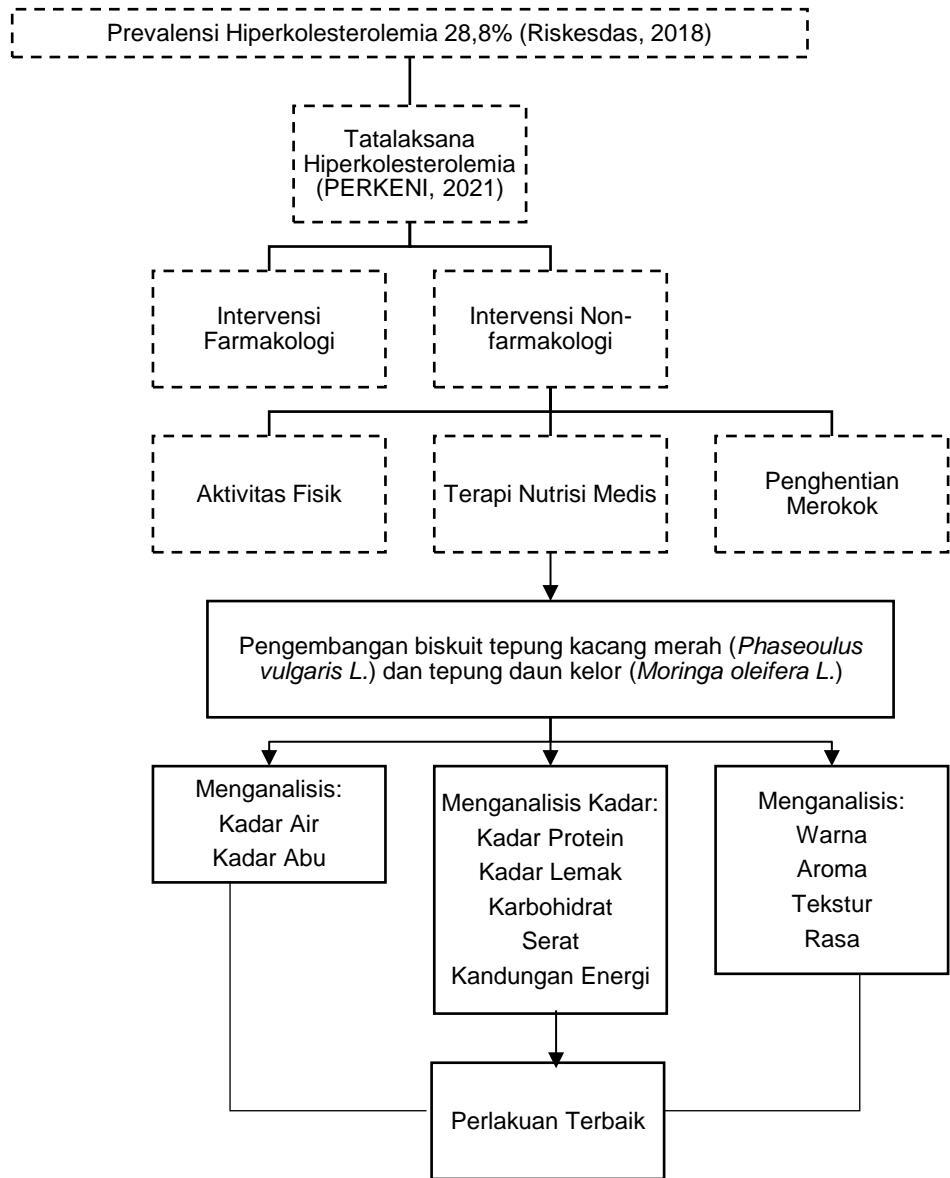 Prevalensi Hiperkolesterolemia 28,8% (Riskesdas, 2018)
Tatalaksana
Hiperkolesterolemia
(PERKENI, 2021)
Intervensi
Farmakologi
Intervensi Non-
farmakologi
Aktivitas Fisik
Terapi Nutrisi Medis
Penghentian
Merokok
Pengembangan biskuit tepung kacang merah (Phaseoulus
vulgaris L.) dan tepung daun kelor (Moringa oleifera L.)
Menganalisis:
Kadar Air
Kadar Abu
Menganalisis Kadar:
Kadar Protein
Kadar Lemak
Karbohidrat
Serat
Kandungan Energi
Menganalisis:
Warna
Aroma
Tekstur
Rasa
Perlakuan Terbaik